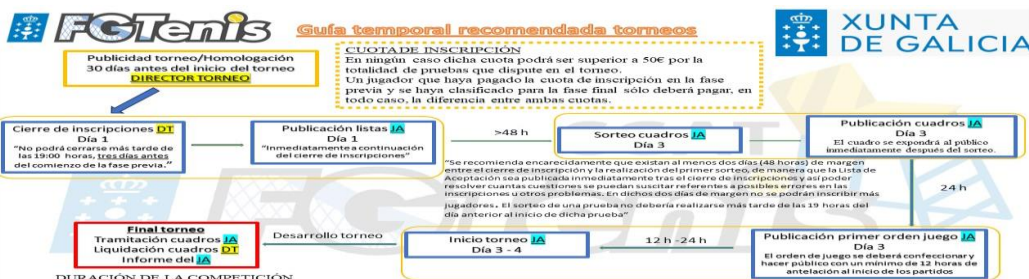 FGTenis
Guía temporal recomendada torneos
XUNTA
DE GALICIA
Publicidad torneo/Homologación
30 días antes del inicio del torneo
DIRECTOR TORNEO
CUOTA DE INSCRIPCIÓN
En ningún caso dicha cuota podrá ser superior a 50€ por la
totalidad de pruebas que dispute en el torneo.
Un jugador que haya pagado la cuota de inscripción en la fase
previa y se haya clasificado para la fase final sólo deberá pagar, en
todo caso, la diferencia entre ambas cuotas.
Cierre de inscripciones DT
Día 1
"No podrá cerrarse más tarde de
las 19:00 horas, tres días antes
del comienzo de la fase previa."
Publicación listas JA
Día 1
"Inmediatamente a continuación
del cierre de inscripciones"
>48 h
Sorteo cuadros JA
Día 3
Publicación cuadros JA
Día 3
El cuadro se expondrá al público
inmediatamente después del sorteo.
"Se recomienda encarecidamente que existan al menos dos días (48 horas) de margen
entre el cierre de inscripción y la realización del primer sorteo, de manera que la Lista de
Aceptación sea publicada inmediatamente tras el cierre de inscripciones y así poder
resolver cuantas cuestiones se puedan suscitar referentes a posibles errores en las
inscripciones u otros problemas. En dichos dos días de margen no se podrán inscribir más
jugadores. El sorteo de una prueba no debería realizarse más tarde de las 19 horas del
día anterior al inicio de dicha prueba"
24 h
Final torneo
Tramitación cuadros JA
Liquidación cuadros DT
Informe del JA
Desarrollo torneo
Inicio torneo JA
Día 3 - 4
12 h -24 h
Publicación primer orden juego JA
Día 3
El orden de juego se deberá confeccionar y
hacer público con un mínimo de 12 horas de
antelación al inicio de los partidos
DURACIÓN DE LA COMPETICIÓN
FGTenis